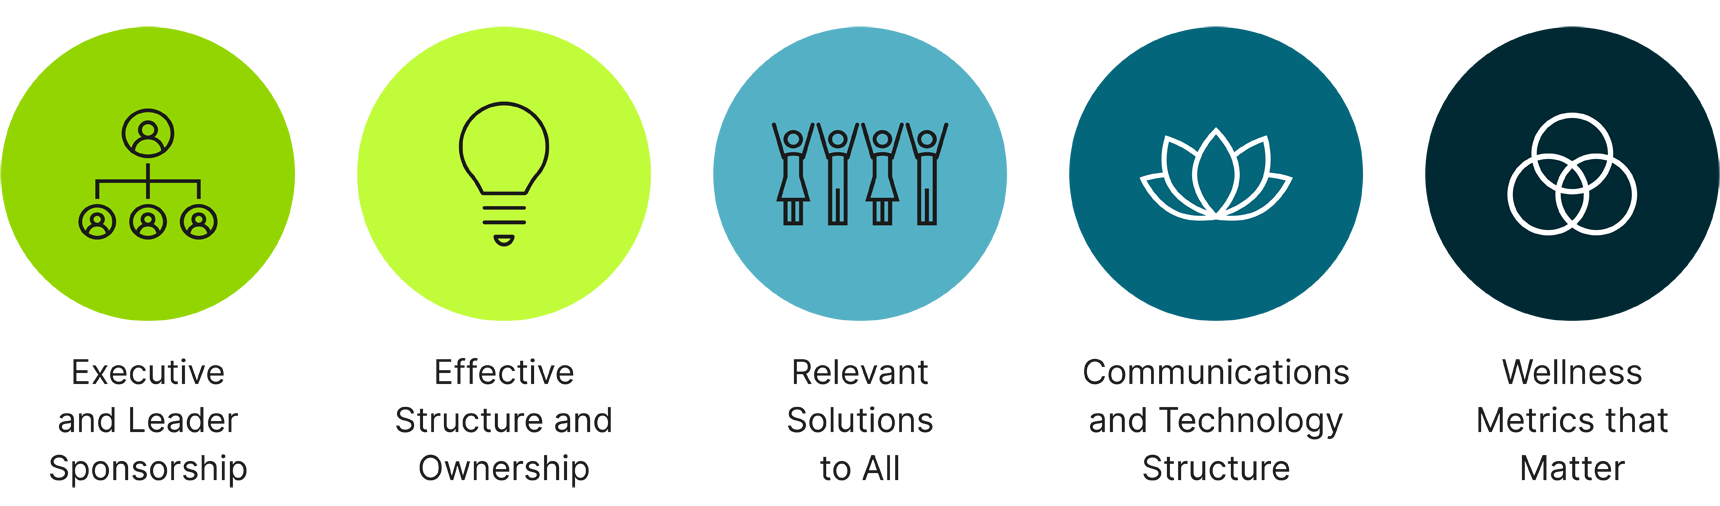 Executive
and Leader
Sponsorship
Effective
Structure and
Ownership
Relevant
Solutions
to All
Communications
and Technology
Structure
Wellness
Metrics that
Matter